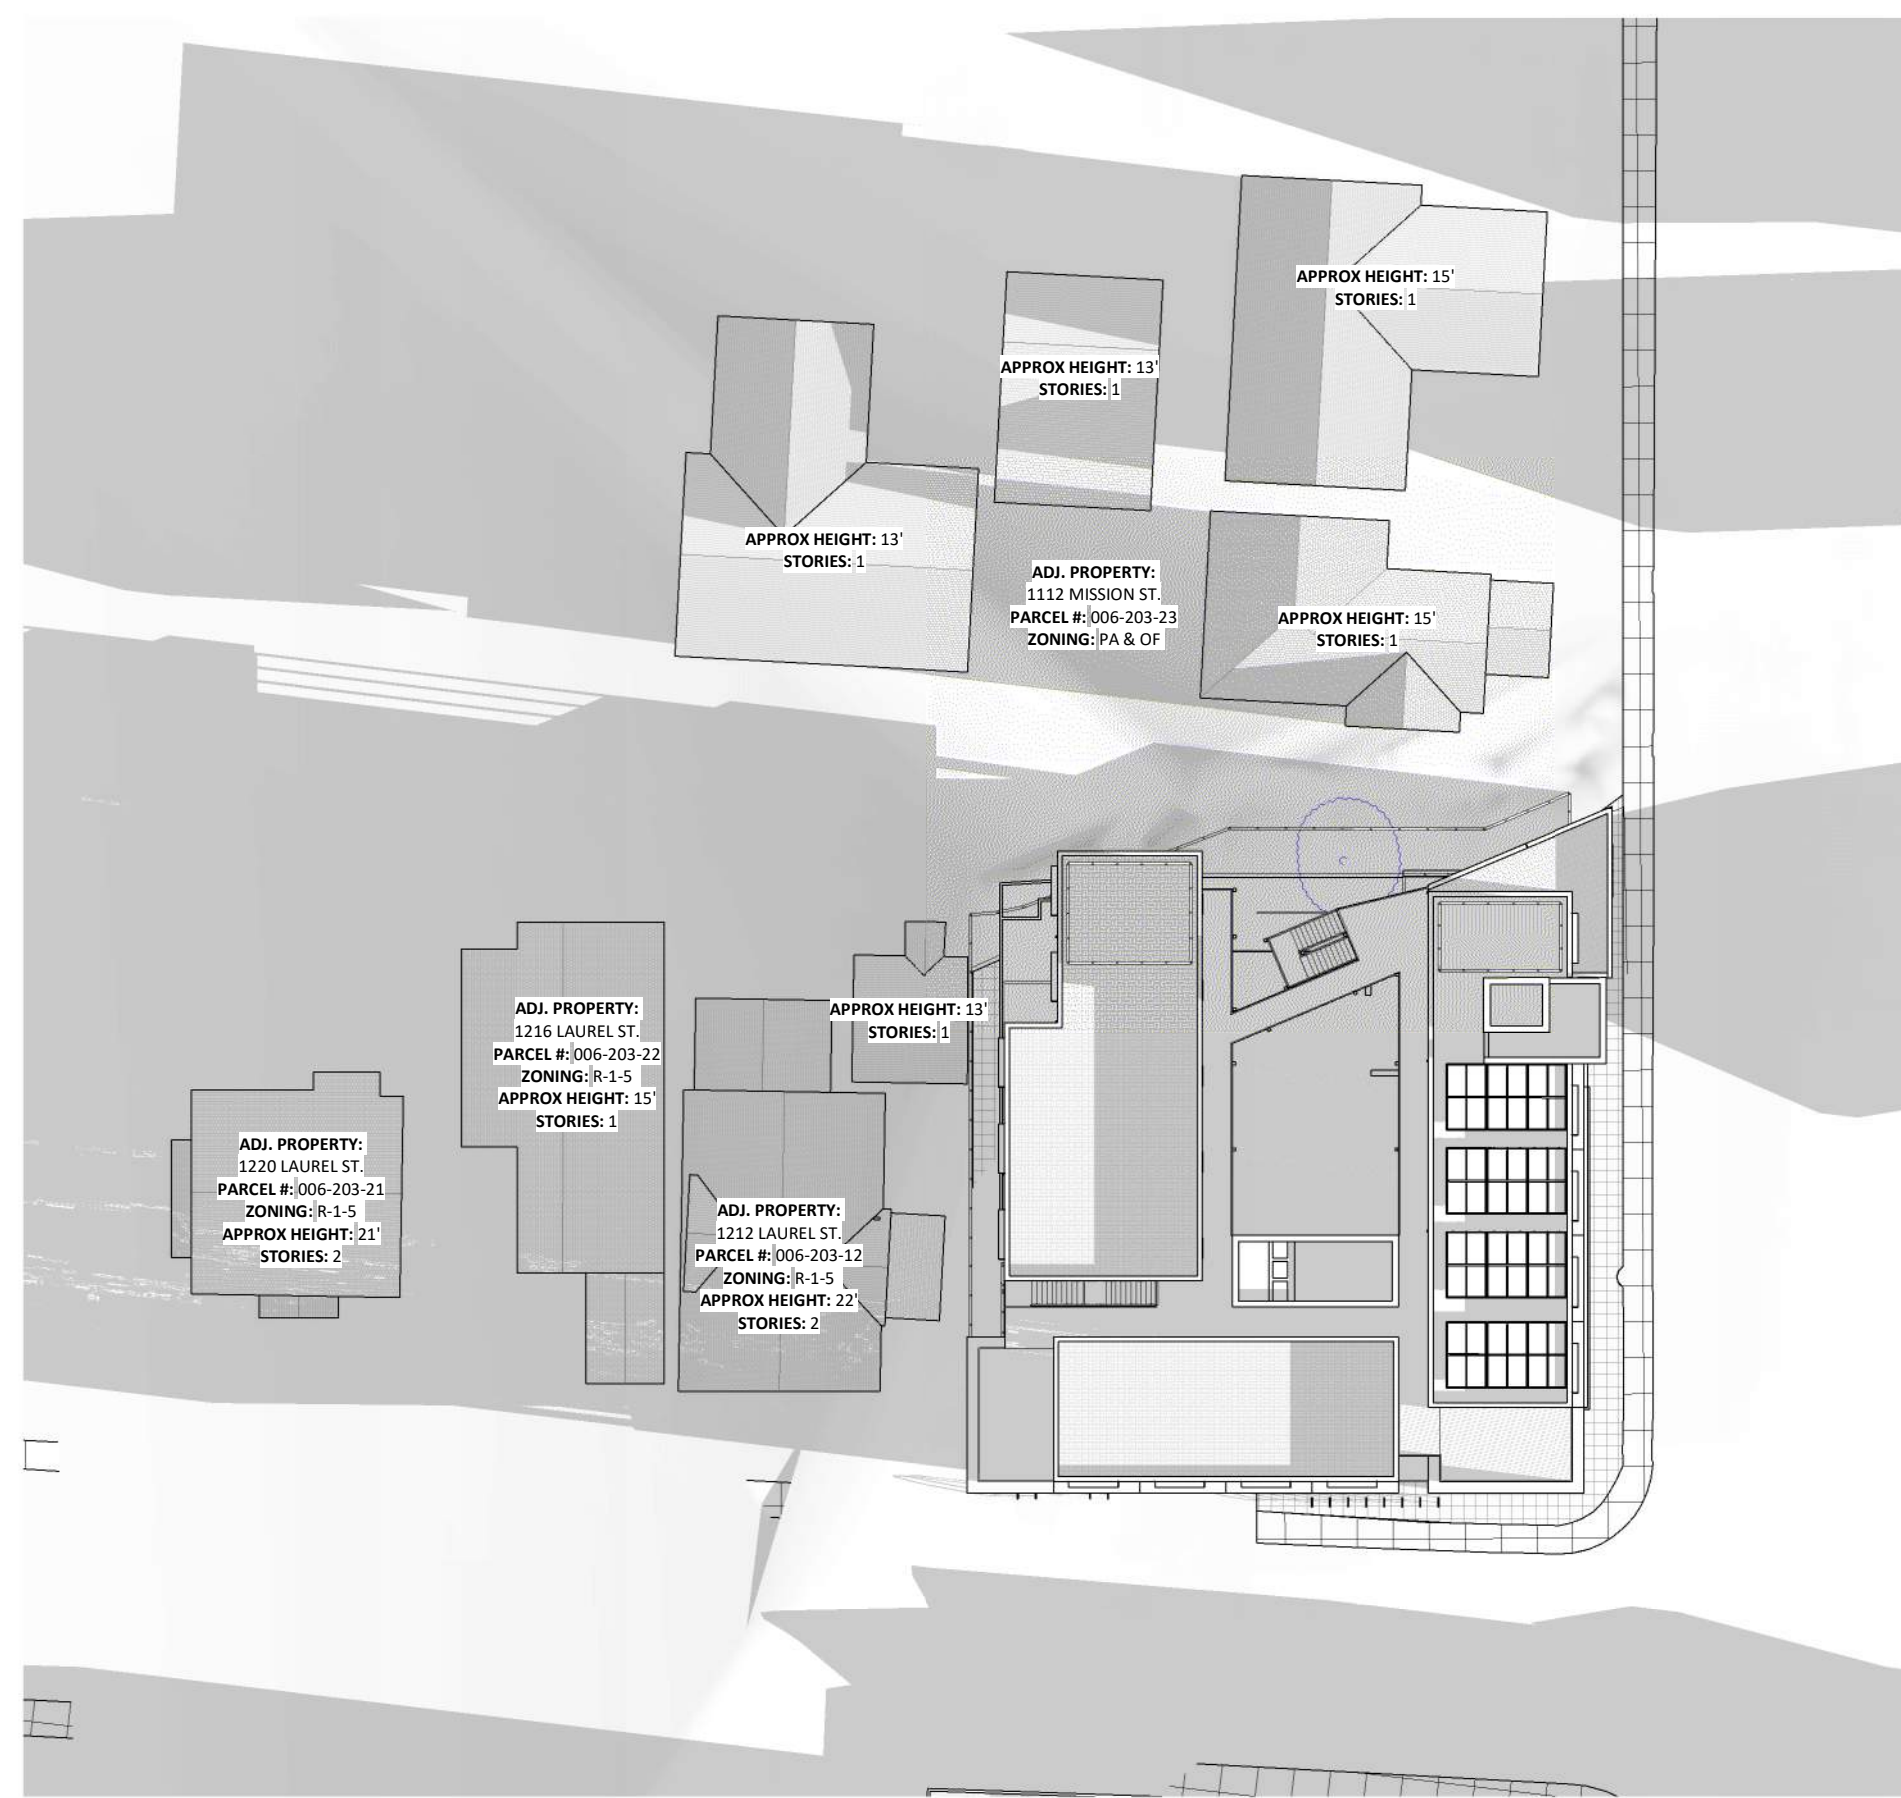 APPROX HEIGHT: 15'
STORIES: 1
APPROX HEIGHT: 13'
STORIES: 1
APPROX HEIGHT: 13'
STORIES: 1
ADJ. PROPERTY:
1112 MISSION ST.
PARCEL #: 006-203-23
ZONING: PA & OF
APPROX HEIGHT: 15'
STORIES: 1
ADJ. PROPERTY:
1216 LAUREL ST.
PARCEL #: 006-203-22
ZONING: R-1-5
APPROX HEIGHT: 15'
STORIES: 1
APPROX HEIGHT: 13'
STORIES: 1
ADJ. PROPERTY:
1220 LAUREL ST.
PARCEL #: 006-203-21
ZONING: R-1-5
APPROX HEIGHT: 21'
STORIES: 2
ADJ. PROPERTY:
1212 LAUREL ST.
PARCEL #: 006-203-12
ZONING: R-1-5
APPROX HEIGHT: 22'
STORIES: 2